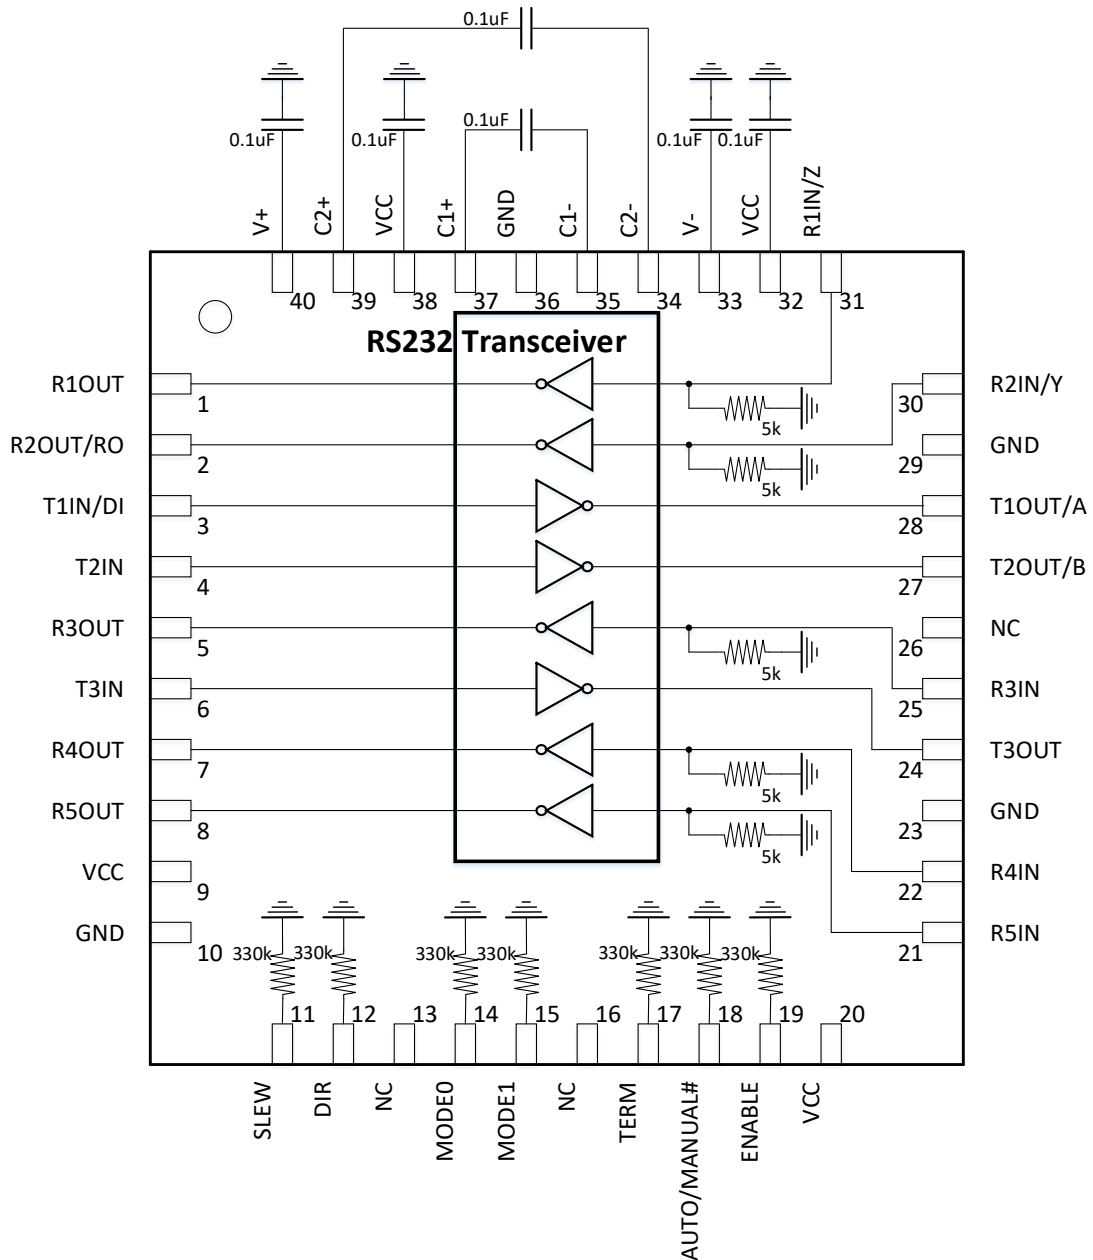 0.1uF
0.1uF
0.1uF 0.1uF 0.1uF 0.1uF
V+ C2+ VCC C1+ GND C1- C2- V- VCC R1IN/Z
40 39 38 37 36 35 34 33 32 31
RS232 Transceiver
R1OUT 1 5k 30 R2IN/Y
R2OUT/RO 2 5k 29 GND
T1IN/DI 3 28 T1OUT/A
T2IN 4 27 T2OUT/B
R3OUT 5 5k 26 NC
T3IN 6 25 R3IN
R4OUT 7 5k 24 T3OUT
R5OUT 8 5k 23 GND
VCC 9 22 R4IN
GND 10 330k 330k 330k 330k 330k 330k 330k 21 R5IN
11 12 13 14 15 16 17 18 19 20
SLEW DIR NC MODE0 MODE1 NC TERM AUTO/MANUAL# ENABLE VCC